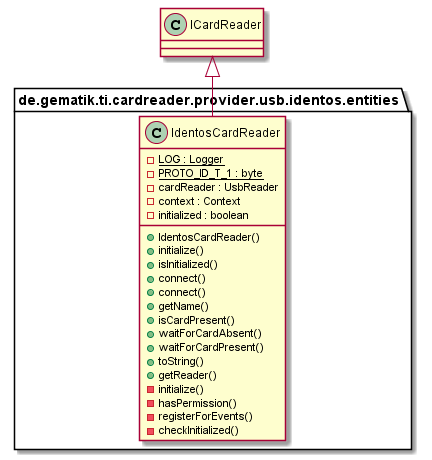 C ICardReader
de.gematik.ti.cardreader.provider.usb.identos.entities
C IdentosCardReader
LOG : Logger
PROTO_ID_T_1 : byte
cardReader : UsbReader
context : Context
initialized : boolean
IdentosCardReader()
initialize()
isInitialized()
connect()
connect()
getName()
isCardPresent()
waitForCardAbsent()
waitForCardPresent()
toString()
getReader()
initialize()
hasPermission()
registerForEvents()
checkInitialized()